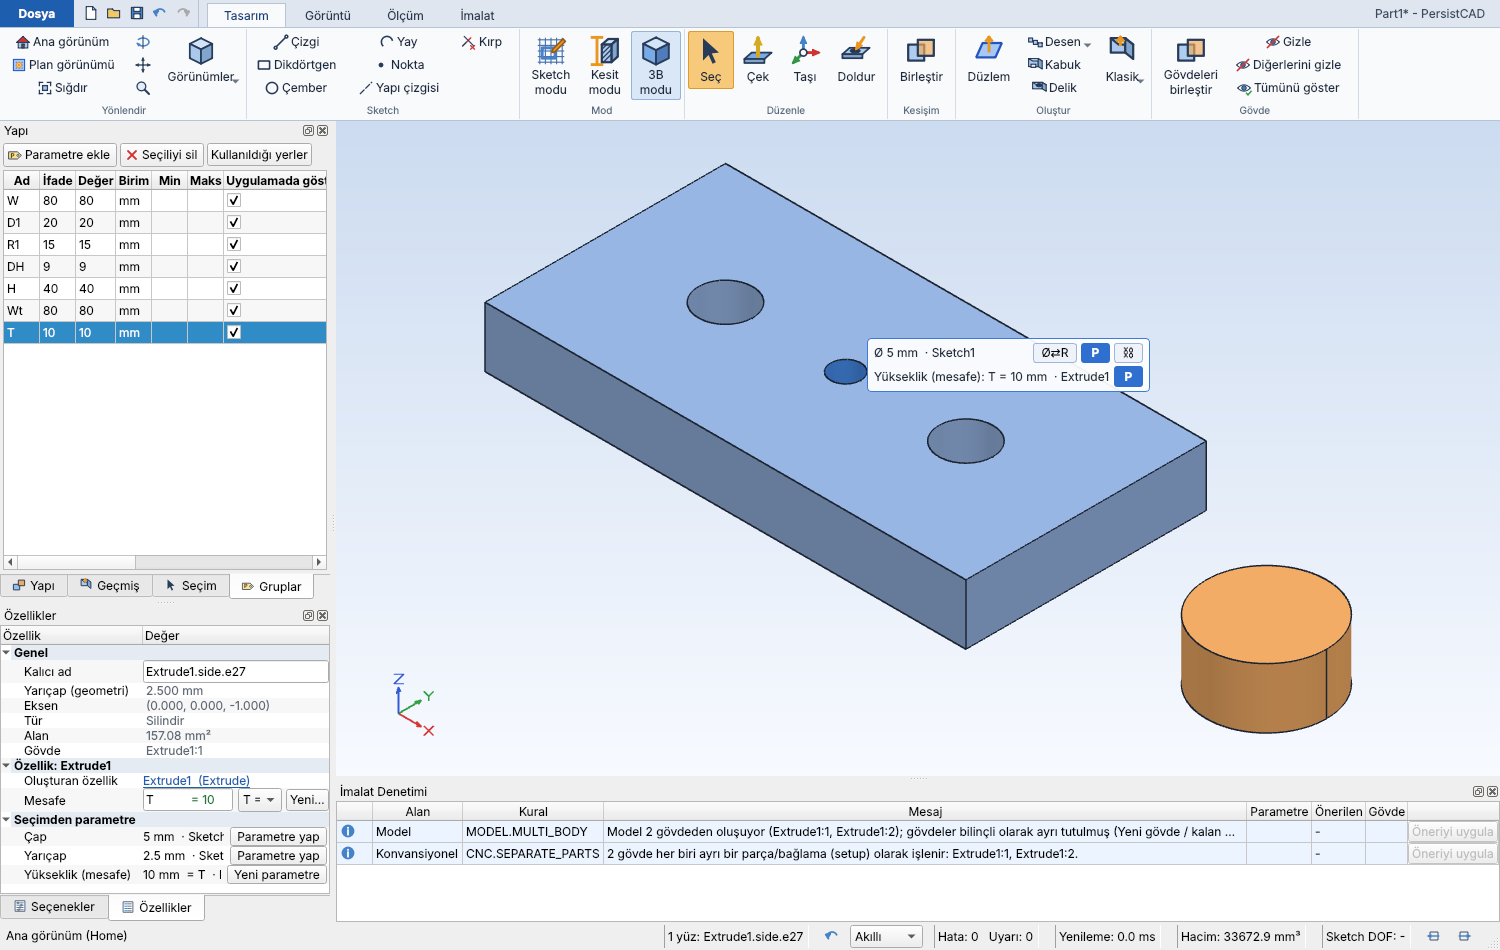 Dosya
Tasarım
Görüntü
Ölçüm
İmalat
Part1* - PersistCAD
Ana görünüm
Plan görünümü
Sığdır
Görünümler
Yönlendir
Çizgi
Dikdörtgen
Çember
Yay
Nokta
Yapı çizgisi
Kırp
Sketch
Sketch modu
Kesit modu
3B modu
Mod
Seç
Çek
Taşı
Doldur
Düzenle
Birleştir
Kesişim
Düzlem
Desen
Kabuk
Delik
Klasik
Oluştur
Gövdeleri birleştir
Gizle
Diğerlerini gizle
Tümünü göster
Gövde
Yapı
Parametre ekle
Seçiliyi sil
Kullanıldığı yerler
Ad İfade Değer Birim Min Maks Uygulamada göst
W 80 80 mm
D1 20 20 mm
R1 15 15 mm
DH 9 9 mm
H 40 40 mm
Wt 80 80 mm
T 10 10 mm
Yapı
Geçmiş
Seçim
Gruplar
Özellikler
Özellik Değer
Genel
Kalıcı ad Extrude1.side.e27
Yarıçap (geometri) 2.500 mm
Eksen (0.000, 0.000, -1.000)
Tür Silindir
Alan 157.08 mm²
Gövde Extrude1:1
Özellik: Extrude1
Oluşturan özellik Extrude1 (Extrude)
Mesafe T = 10 T = Yeni...
Seçimden parametre
Çap 5 mm · Sketch Parametre yap
Yarıçap 2.5 mm · Sket Parametre yap
Yükseklik (mesafe) 10 mm = T · I Yeni parametre
Seçenekler
Özellikler
Ø 5 mm · Sketch1 Ø⇄R P
Yükseklik (mesafe): T = 10 mm · Extrude1 P
Z
Y
X
İmalat Denetimi
Alan Kural Mesaj Parametre Önerilen Gövde
Model MODEL.MULTI_BODY Model 2 gövdeden oluşuyor (Extrude1:1, Extrude1:2); gövdeler bilinçli olarak ayrı tutulmuş (Yeni gövde / kalan ... - Öneriyi uygula
Konvansiyonel CNC.SEPARATE_PARTS 2 gövde her biri ayrı bir parça/bağlama (setup) olarak işlenir: Extrude1:1, Extrude1:2. - Öneriyi uygula
Ana görünüm (Home)
1 yüz: Extrude1.side.e27
Akıllı
Hata: 0 Uyarı: 0
Yenileme: 0.0 ms
Hacim: 33672.9 mm³
Sketch DOF: -